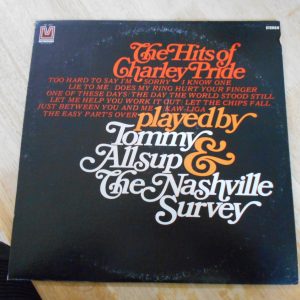 STEREO
The Hits of
Charley Pride
TOO HARD TO SAY I'M SORRY · I KNOW ONE
LIE TO ME · DOES MY RING HURT YOUR FINGER
ONE OF THESE DAYS · THE DAY THE WORLD STOOD STILL
LET ME HELP YOU WORK IT OUT · LET THE CHIPS FALL
JUST BETWEEN YOU AND ME · KAW-LIGA
THE EASY PART'S OVER
played by
Tommy
Allsup &
The Nashville
Survey